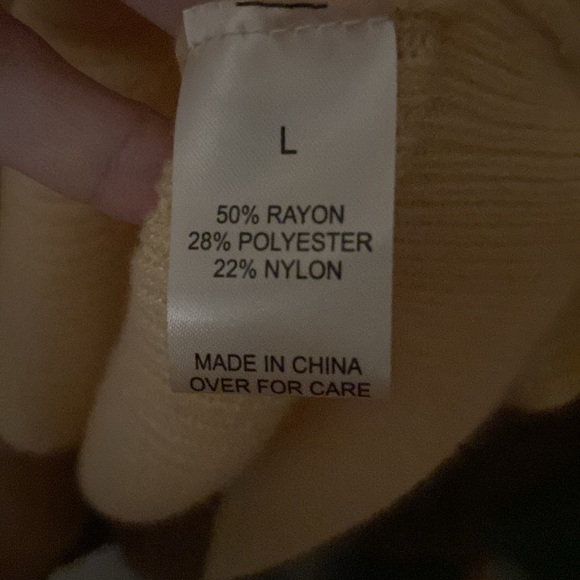 L
50% RAYON
28% POLYESTER
22% NYLON
MADE IN CHINA
OVER FOR CARE